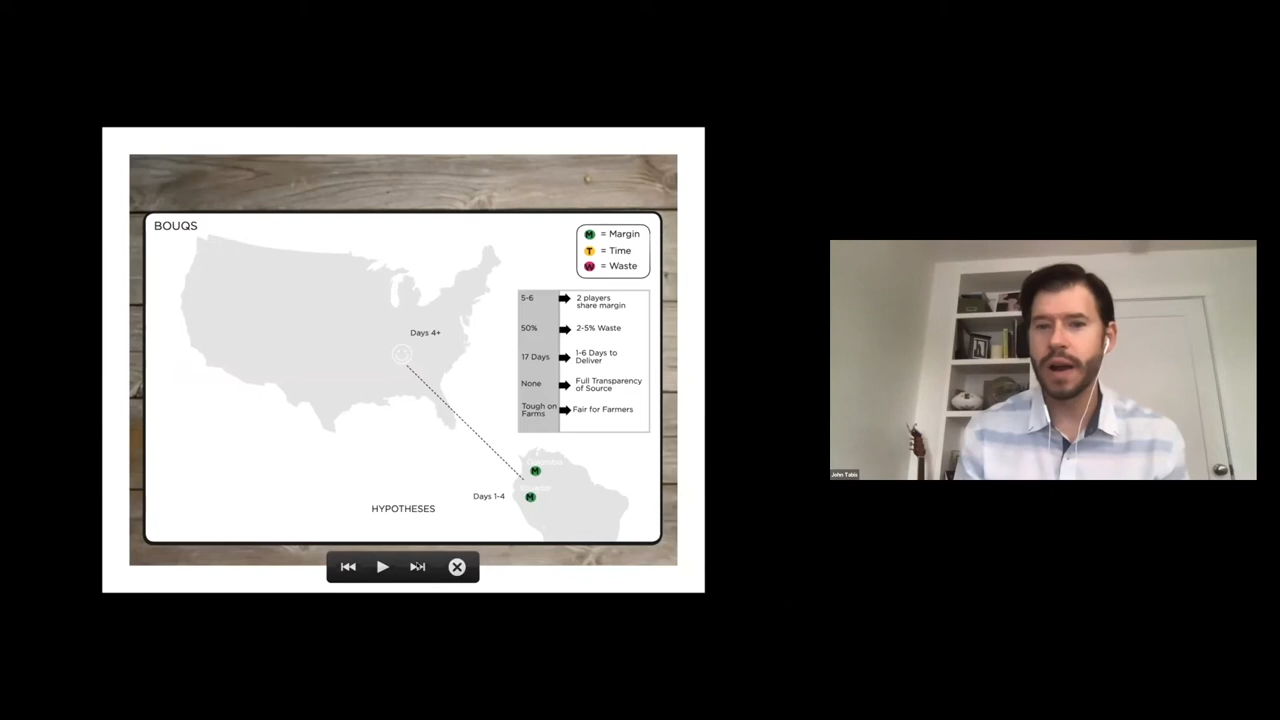 BOUQS
M = Margin
T = Time
W = Waste
5-6
2 players
share margin
50%
2-5% Waste
17 Days
1-6 Days to
Deliver
None
Full Transparency
of Source
Tough on
Farms
Fair for Farmers
Days 4+
M
Days 1-4
M
HYPOTHESES
John Tabis